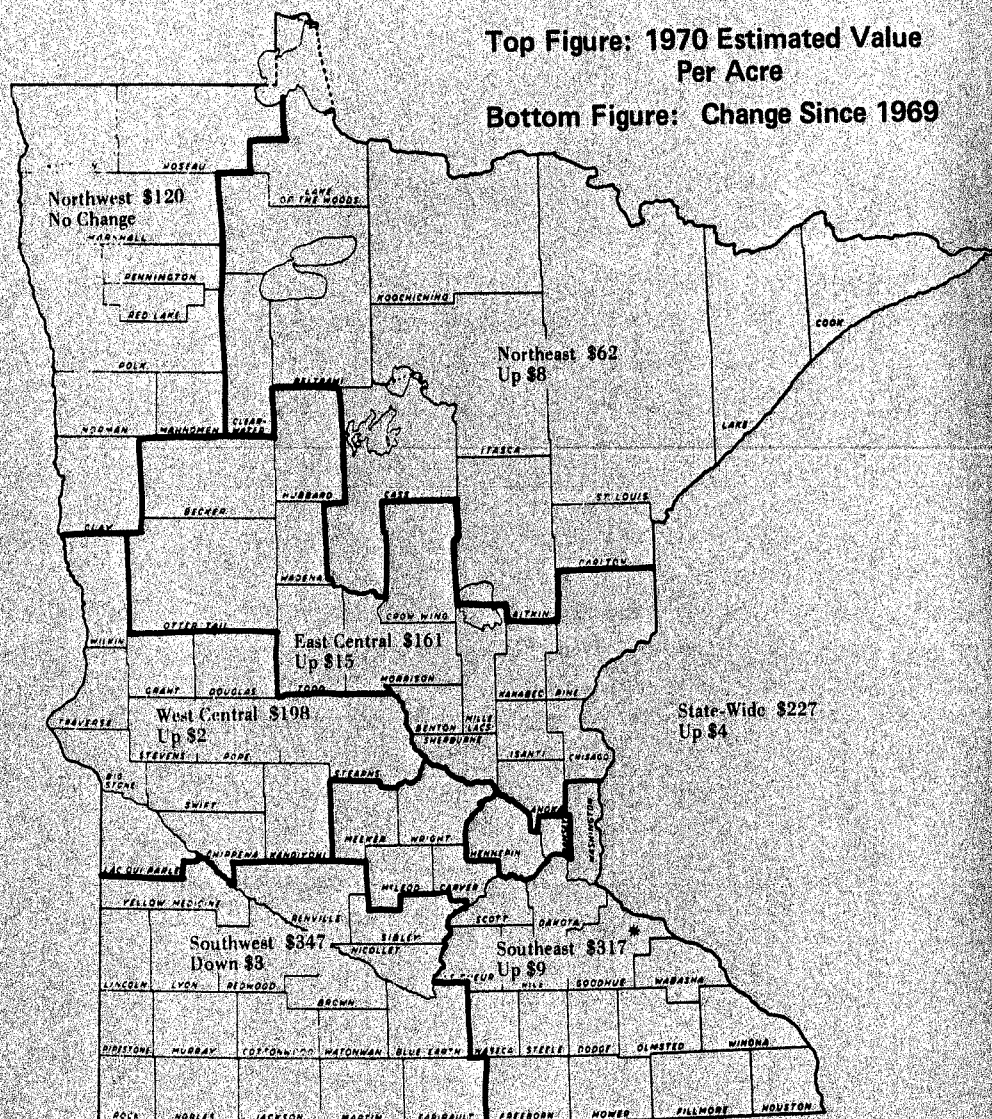 Top Figure: 1970 Estimated Value
Per Acre
Bottom Figure: Change Since 1969
ROSEAU
Northwest $120
No Change
LAKE
OF THE WOODS
MARSHALL
PENNINGTON
RED LAKE
KOOCHICHING
COOK
Northeast $62
Up $8
POLK
BELTRAMI
NORMAN
MAHNOMEN
CLEAR-
WATER
LAKE
ITASCA
HUBBARD
CASS
ST. LOUIS
CLAY
BECKER
WADENA
CARLTON
OTTER TAIL
CROW WING
AITKIN
WILKIN
East Central $161
Up $15
GRANT
DOUGLAS
TODD
MORRISON
KANABEC
PINE
TRAVERSE
West Central $198
Up $2
BENTON
MILLE
LACS
SHERBURNE
State-Wide $227
Up $4
STEVENS
POPE
ISANTI
CHISAGO
BIG
STONE
STEARNS
SWIFT
ANOKA
RAMSEY
WASHINGTON
MEEKER
WRIGHT
HENNEPIN
CHIPPEWA
KANDIYOHI
LAC QUI PARLE
MCLEOD
CARVER
YELLOW MEDICINE
RENVILLE
SCOTT
DAKOTA
*
SIBLEY
Southwest $347
Down $3
NICOLLET
Southeast $317
Up $9
LE SUEUR
RICE
GOODHUE
WABASHA
LINCOLN
LYON
REDWOOD
BROWN
PIPESTONE
MURRAY
COTTONWOOD
WATONWAN
BLUE EARTH
WASECA
STEELE
DODGE
OLMSTED
WINONA
ROCK
NOBLES
JACKSON
MARTIN
FARIBAULT
FREEBORN
MOWER
FILLMORE
HOUSTON